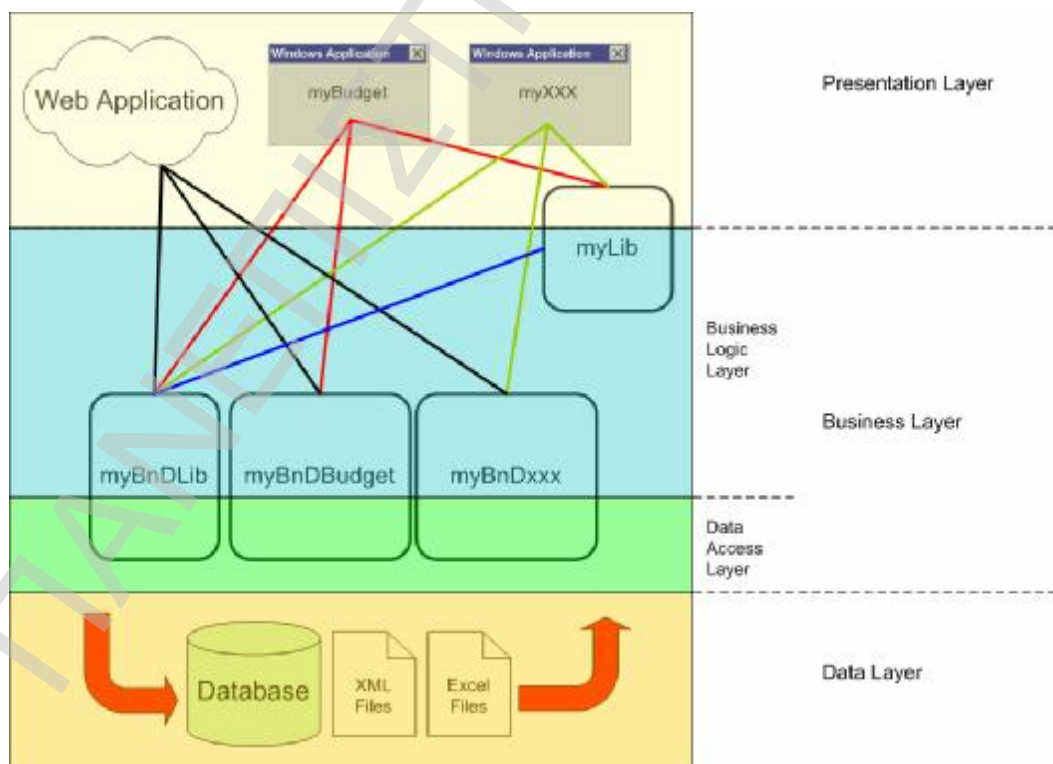 Windows Application
Windows Application
Web Application
myBudget
myXXX
Presentation Layer
myLib
Business
Logic
Layer
Business Layer
myBnDLib
myBnDBudget
myBnDxxx
Data
Access
Layer
Database
XML
Files
Excel
Files
Data Layer